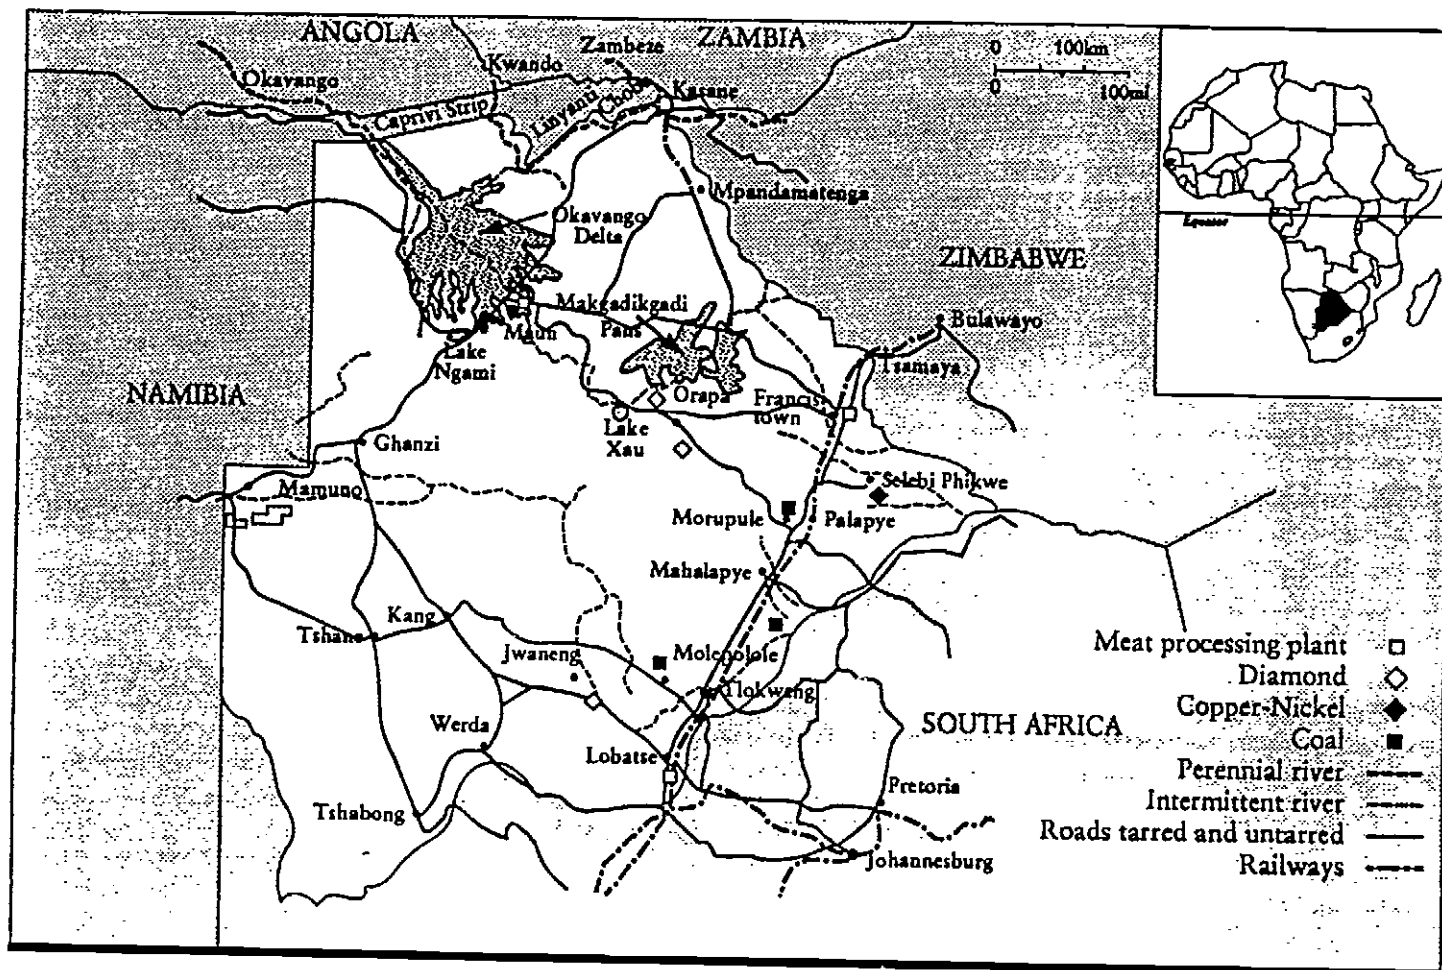 ANGOLA
ZAMBIA
Zambeze
Kwando
Okavango
0 100km
0 100ml
Kasane
Caprivi Strip
Linyanti
Chobe
Mpandamatenga
Okavango
Delta
Equator
ZIMBABWE
Makgadikgadi
Pans
Maun
Bulawayo
Lake
Ngami
Tsamaya
NAMIBIA
Orapa
Francis
town
Lake
Xau
Ghanzi
Mamuno
Selebi Phikwe
Morupule
Palapye
Mahalapye
Kang
Tshane
Jwaneng
Molepolole
Tlokweng
Meat processing plant
Diamond
Copper-Nickel
Coal
Perennial river
Intermittent river
Roads tarred and untarred
Railways
SOUTH AFRICA
Werda
Lobatse
Pretoria
Tshabong
Johannesburg